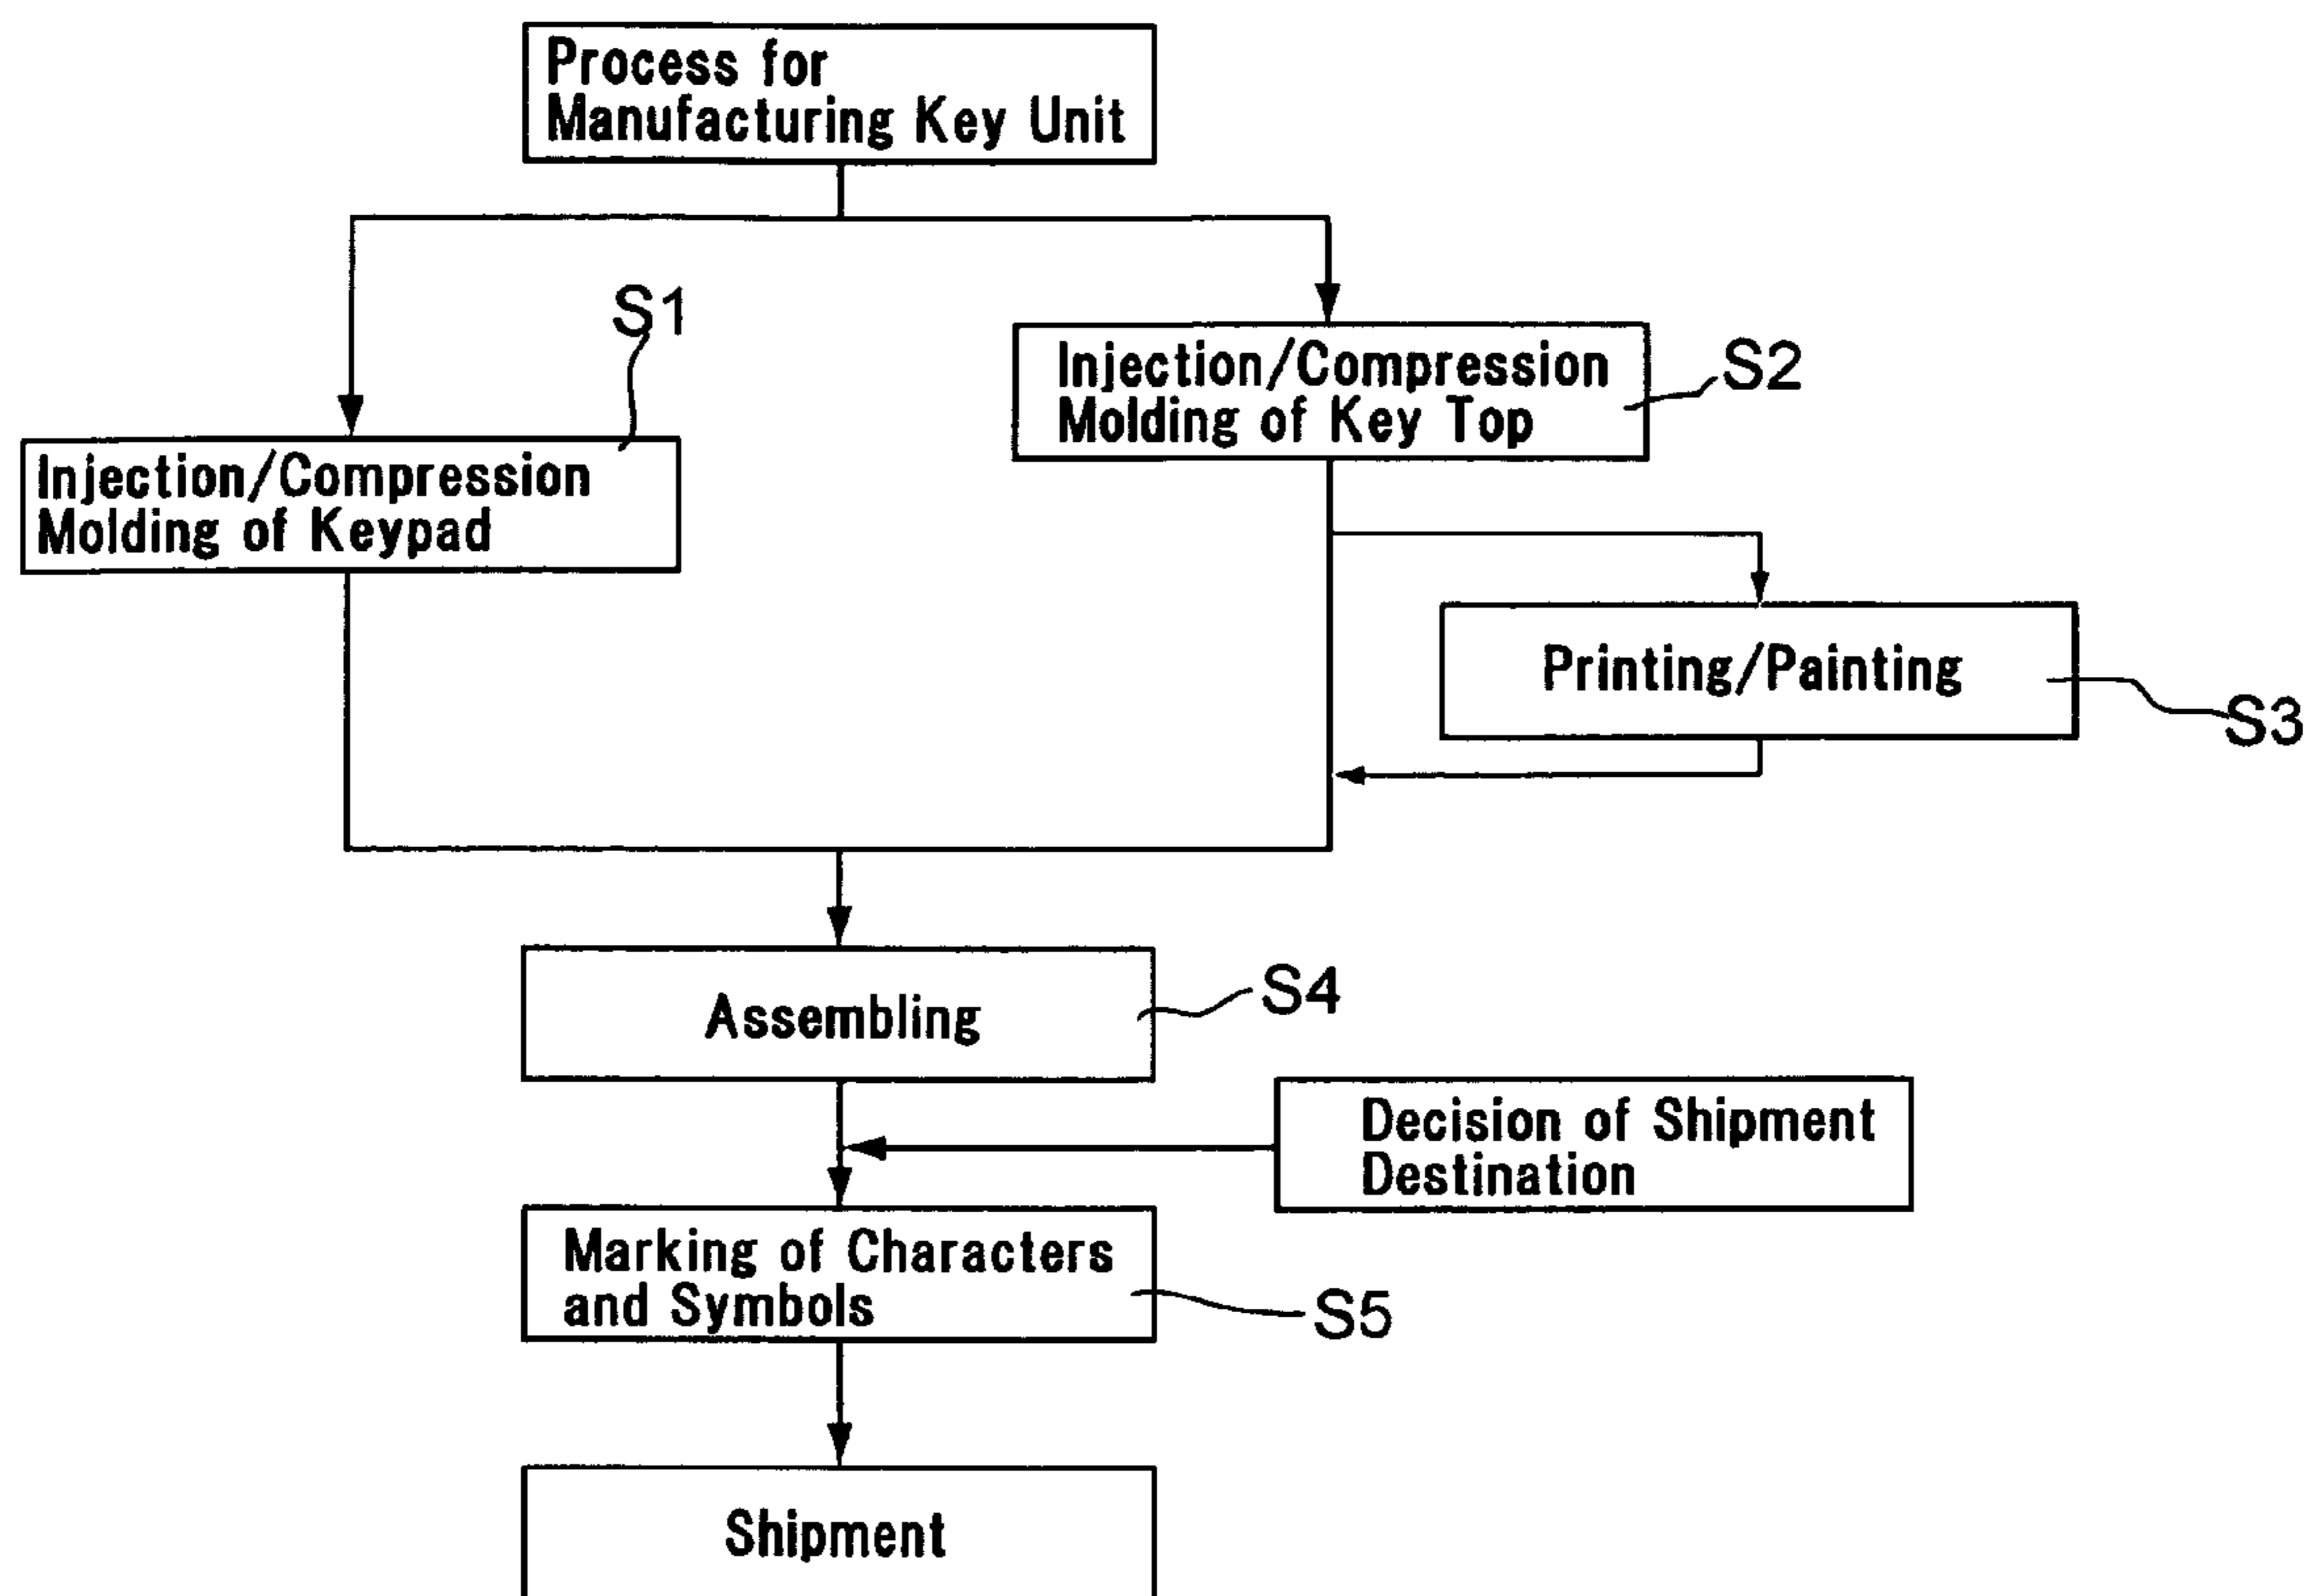 Process for
Manufacturing Key Unit
S1
Injection/Compression
Molding of Key Top
S2
Injection/Compression
Molding of Keypad
Printing/Painting
S3
Assembling
S4
Decision of Shipment
Destination
Marking of Characters
and Symbols
S5
Shipment